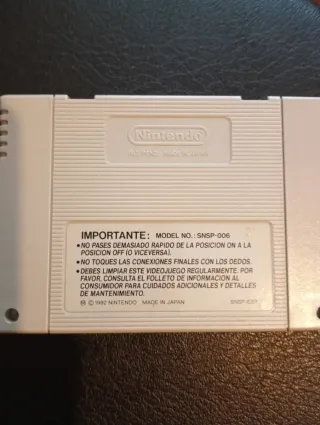 Nintendo
IMPORTANTE: MODEL NO.: SNSP-006
•NO PASES DEMASIADO RAPIDO DE LA POSICION ON A LA
POSICION OFF (O VICEVERSA).
•NO TOQUES LAS CONEXIONES FINALES CON LOS DEDOS.
•DEBES LIMPIAR ESTE VIDEOJUEGO REGULARMENTE. POR
FAVOR, CONSULTA EL FOLLETO DE INFORMACION AL
CONSUMIDOR PARA CUIDADOS ADICIONALES Y DETALLES
DE MANTENIMIENTO.
© 1992 NINTENDO MADE IN JAPAN